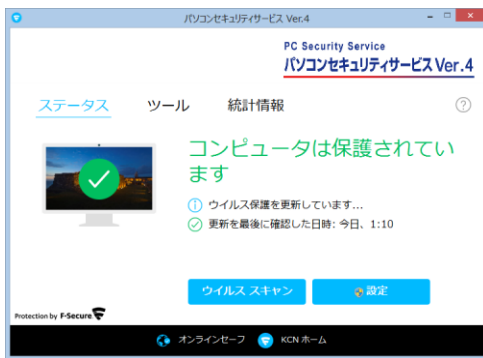 パソコンセキュリティサービス Ver.4
PC Security Service
パソコンセキュリティサービス Ver.4
ステータス ツール 統計情報 ?
コンピュータは保護されてい
ます
ウイルス保護を更新しています...
更新を最後に確認した日時: 今日、1:10
ウイルス スキャン 設定
Protection by F-Secure
オンラインセーフ KCN ホーム